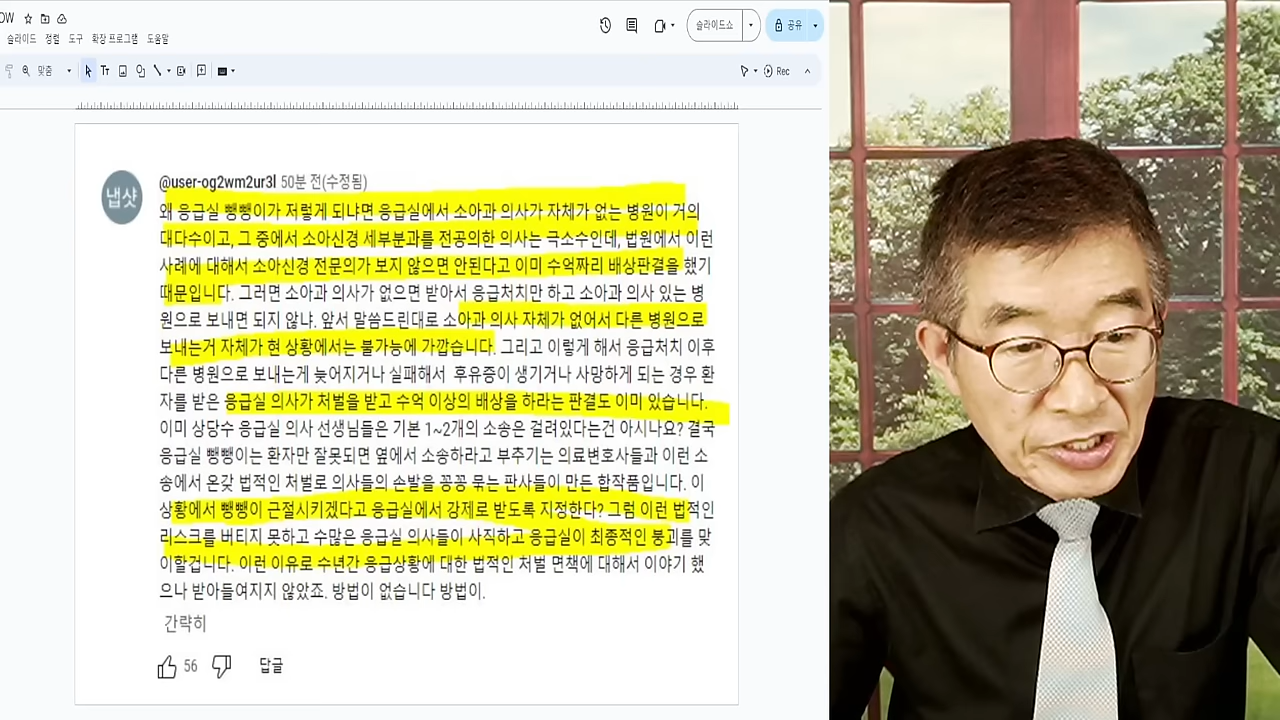 OW
슬라이드 정렬 도구 확장 프로그램 도움말
슬라이드쇼
공유
맞춤
Tт
Rec
냅샷
@user-og2wm2ur3l 50분 전(수정됨)
왜 응급실 뺑뺑이가 저렇게 되냐면 응급실에서 소아과 의사가 자체가 없는 병원이 거의
대다수이고, 그 중에서 소아신경 세부분과를 전공의한 의사는 극소수인데, 법원에서 이런
사례에 대해서 소아신경 전문의가 보지 않으면 안된다고 이미 수억짜리 배상판결을 했기
때문입니다. 그러면 소아과 의사가 없으면 받아서 응급처치만 하고 소아과 의사 있는 병
원으로 보내면 되지 않냐. 앞서 말씀드린대로 소아과 의사 자체가 없어서 다른 병원으로
보내는거 자체가 현 상황에서는 불가능에 가깝습니다. 그리고 이렇게 해서 응급처치 이후
다른 병원으로 보내는게 늦어지거나 실패해서 후유증이 생기거나 사망하게 되는 경우 환
자를 받은 응급실 의사가 처벌을 받고 수억 이상의 배상을 하라는 판결도 이미 있습니다.
이미 상당수 응급실 의사 선생님들은 기본 1~2개의 소송은 걸려있다는건 아시나요? 결국
응급실 뺑뺑이는 환자만 잘못되면 옆에서 소송하라고 부추기는 의료변호사들과 이런 소
송에서 온갖 법적인 처벌로 의사들의 손발을 꽁꽁 묶는 판사들이 만든 합작품입니다. 이
상황에서 뺑뺑이 근절시키겠다고 응급실에서 강제로 받도록 지정한다? 그럼 이런 법적인
리스크를 버티지 못하고 수많은 응급실 의사들이 사직하고 응급실이 최종적인 붕괴를 맞
이할겁니다. 이런 이유로 수년간 응급상황에 대한 법적인 처벌 면책에 대해서 이야기 했
으나 받아들여지지 않았죠. 방법이 없습니다 방법이.
간략히
56 답글